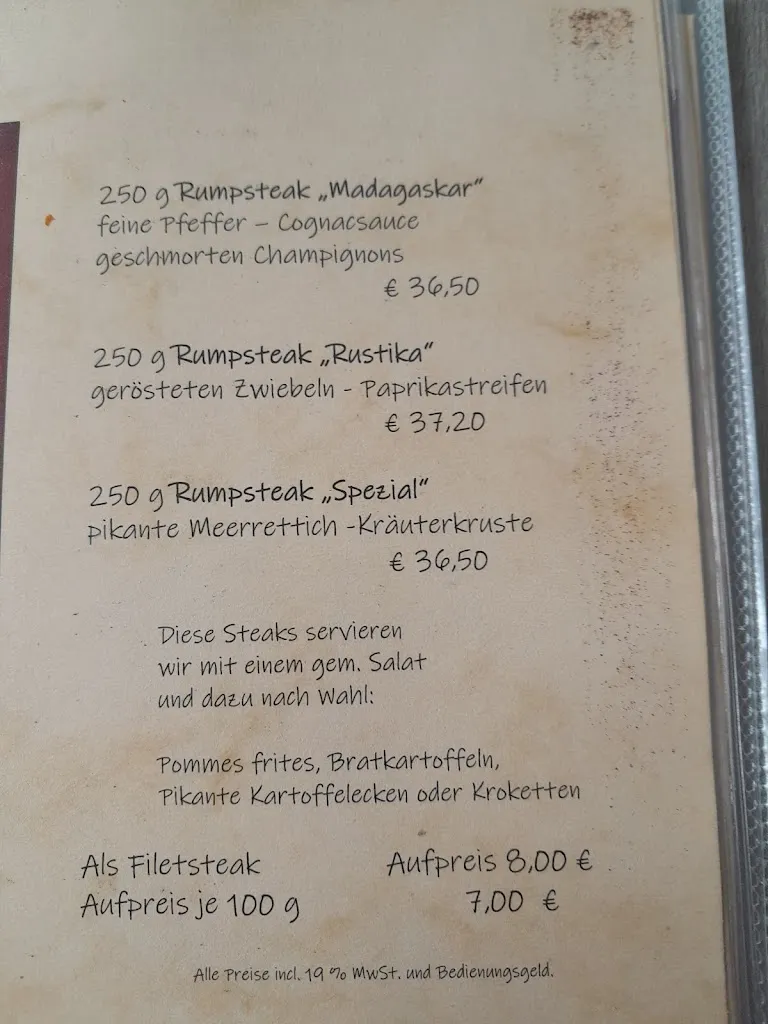 250 g Rumpsteak „Madagaskar“
feine Pfeffer – Cognacsauce
geschmorten Champignons
€ 36,50
250 g Rumpsteak „Rustika“
gerösteten Zwiebeln - Paprikastreifen
€ 37,20
250 g Rumpsteak „Spezial“
pikante Meerrettich -Kräuterkruste
€ 36,50
Diese Steaks servieren
wir mit einem gem. Salat
und dazu nach Wahl:
Pommes frites, Bratkartoffeln,
Pikante Kartoffelecken oder Kroketten
Als Filetsteak Aufpreis 8,00 €
Aufpreis je 100 g 7,00 €
Alle Preise incl. 19 % MwSt. und Bedienungsgeld.